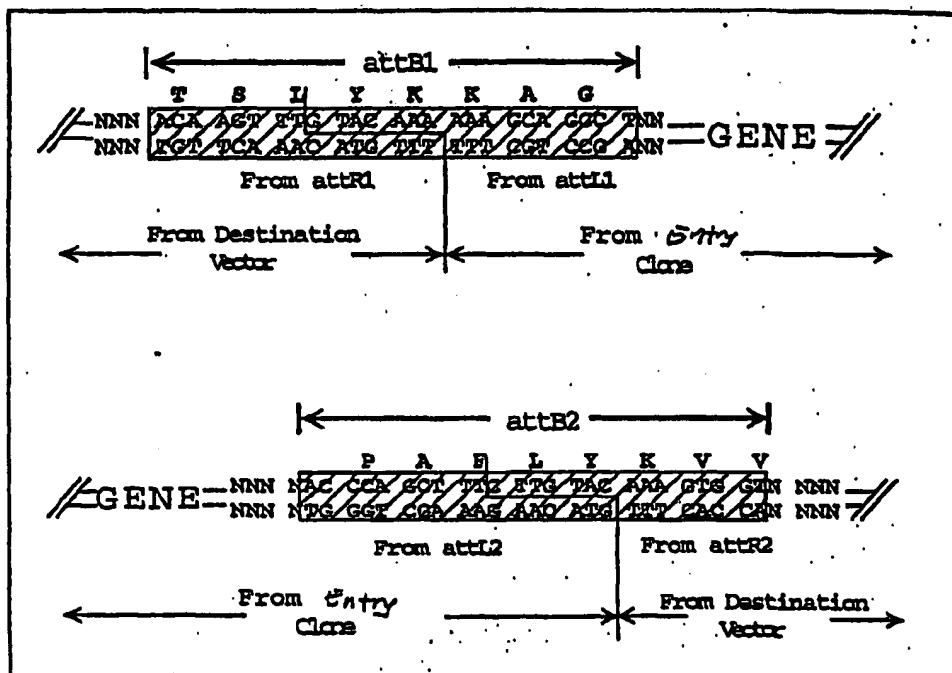 attB1
T S L Y K K A G
NNN ACA AGT TTG TAC AAA AAA GCA GGC TNN GENE
NNN TGT TCA AAC ATG TTT TTT CGT CCG ANN
From attR1 From attL1
From Destination From Entry
Vector Clone
attB2
P A F L Y K V V
GENE NNN NAC CCA GCT TTC TTG TAC AAA GTG GTN NNN
NNN NTG GGT CGA AAG AAC ATG TTT CAC CAN NNN
From attL2 From attR2
From Entry From Destination
Clone Vector